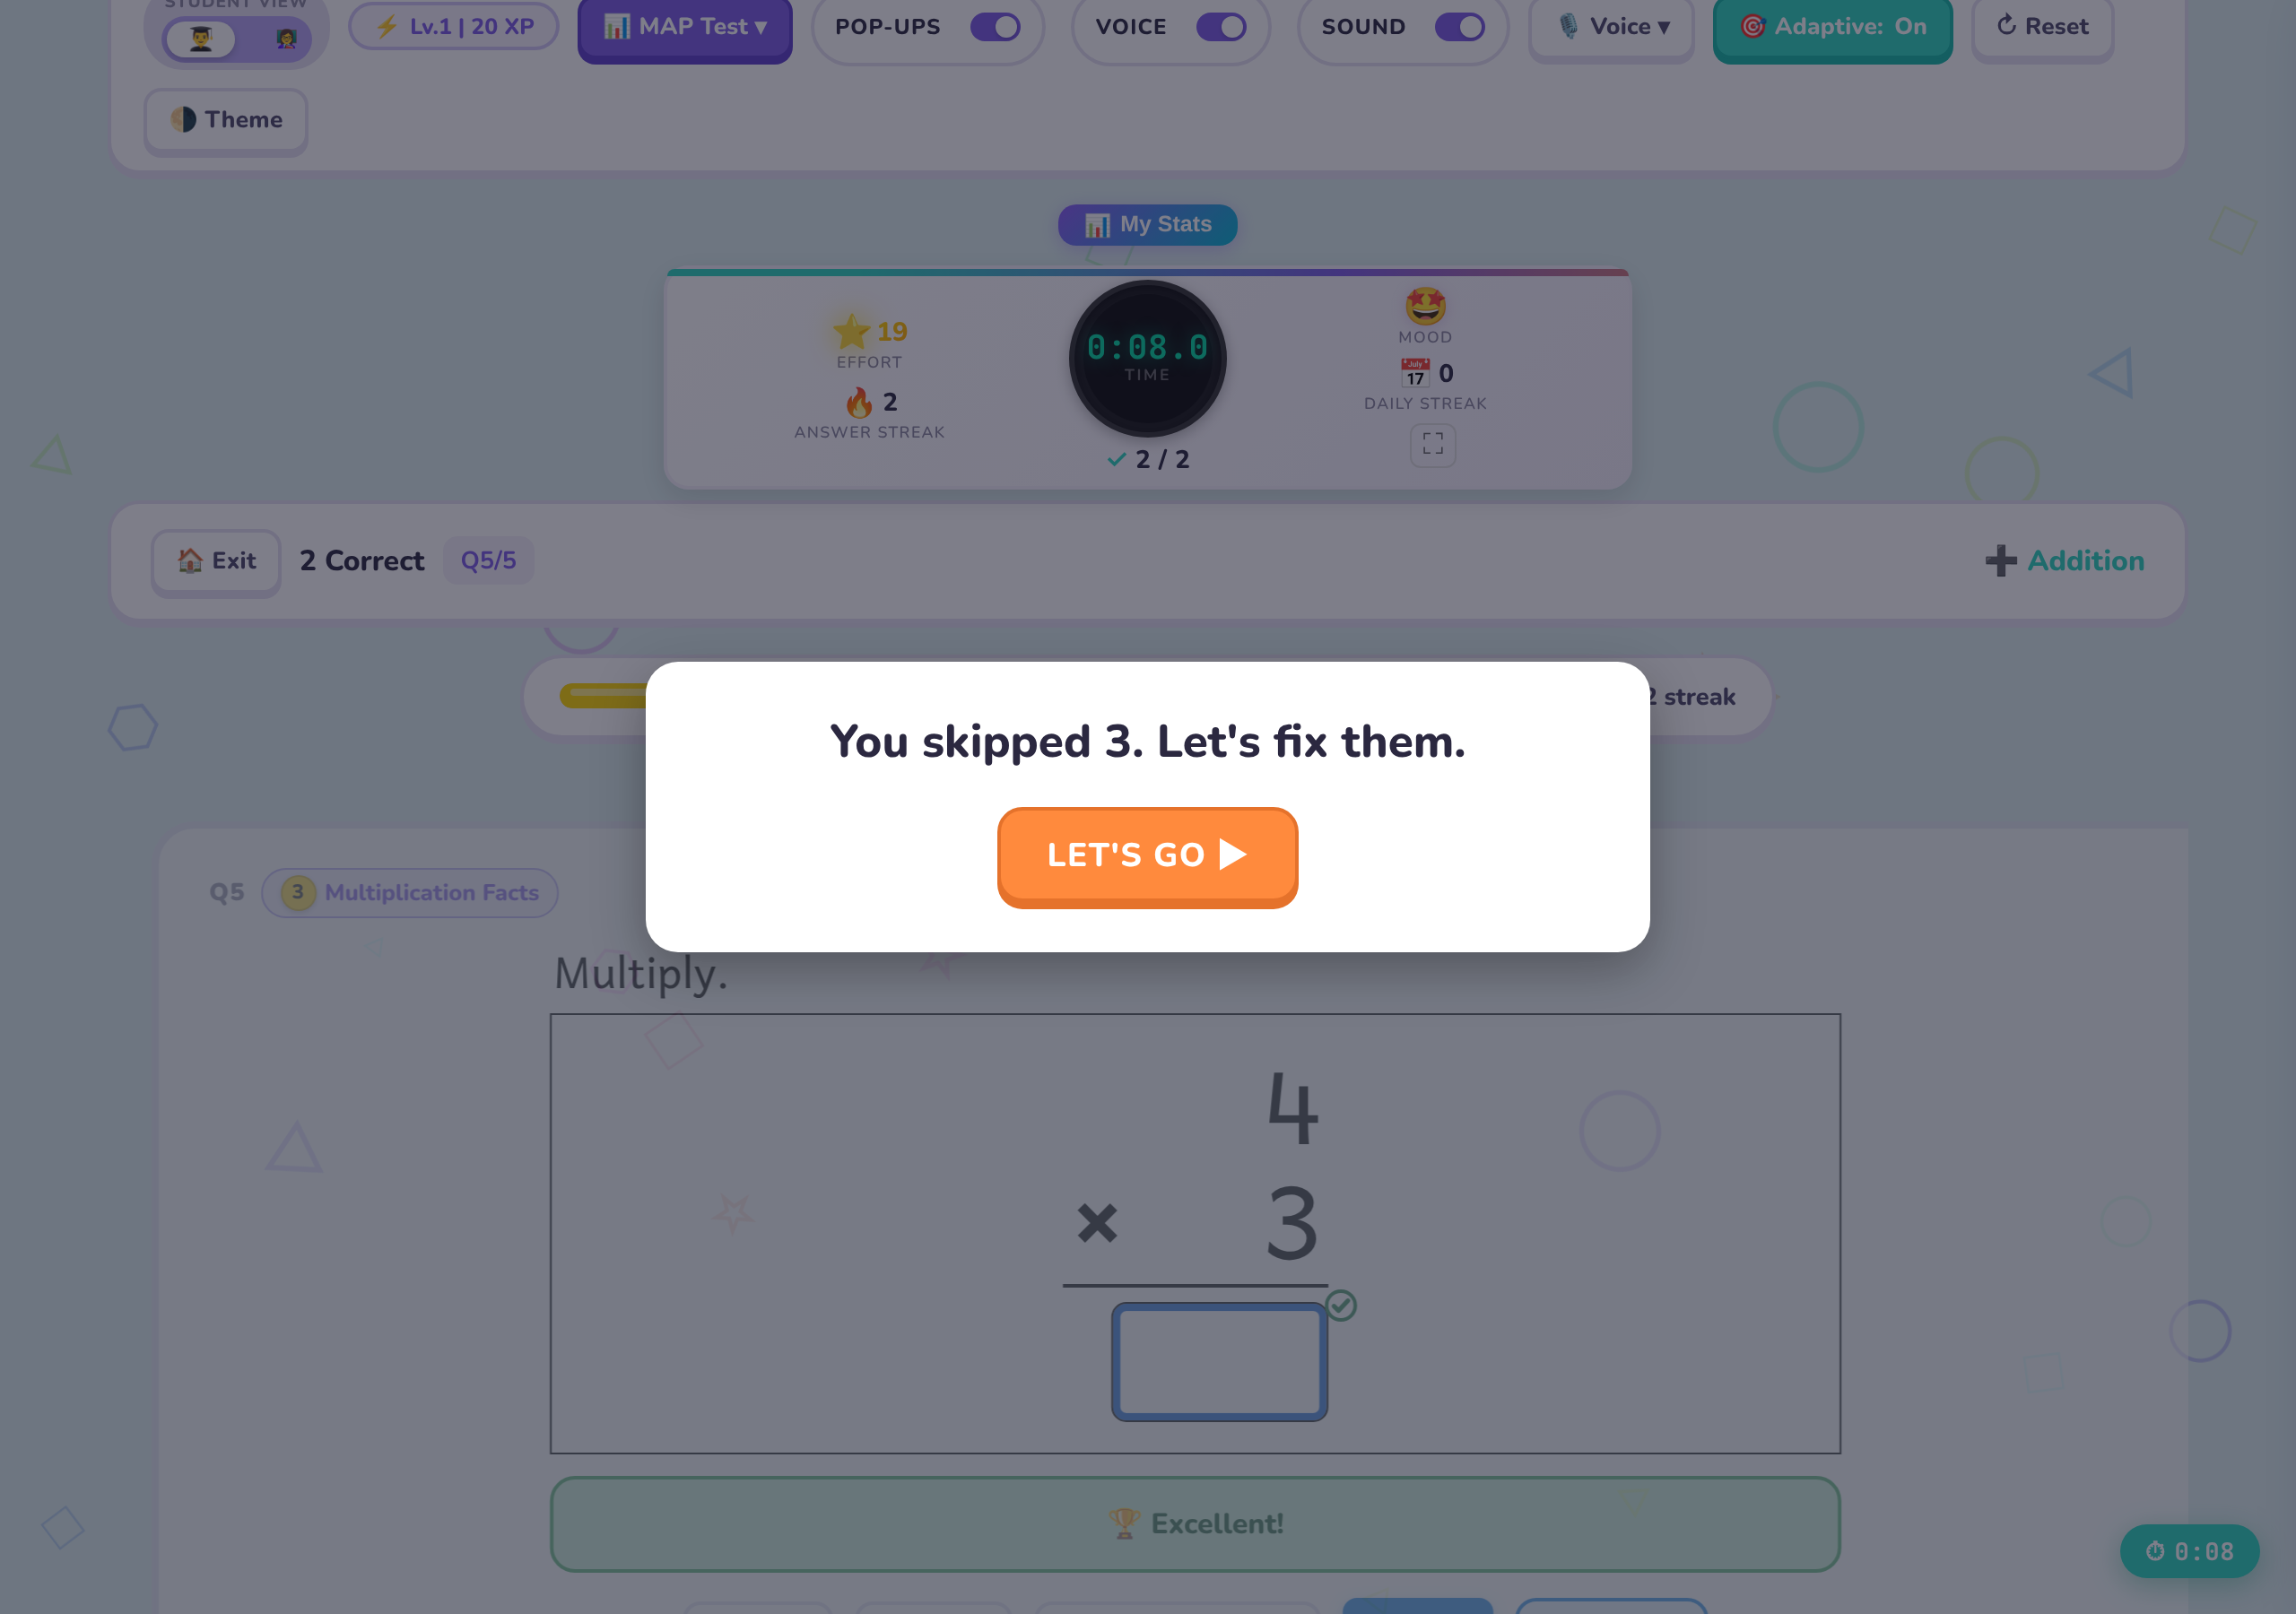 STUDENT VIEW
⚡ Lv.1 | 20 XP
📊 MAP Test ▾
POP-UPS
VOICE
SOUND
🎙️ Voice ▾
🎯 Adaptive: On
↻ Reset
🌗 Theme
📊 My Stats
⭐ 19
EFFORT
🔥 2
ANSWER STREAK
0:08.0
TIME
✓ 2 / 2
🤩
MOOD
📅 0
DAILY STREAK
🏠 Exit
2 Correct
Q5/5
➕ Addition
2 streak
You skipped 3. Let's fix them.
LET'S GO ▶
Q5
3 Multiplication Facts
Multiply.
4
× 3
🏆 Excellent!
⏱ 0:08